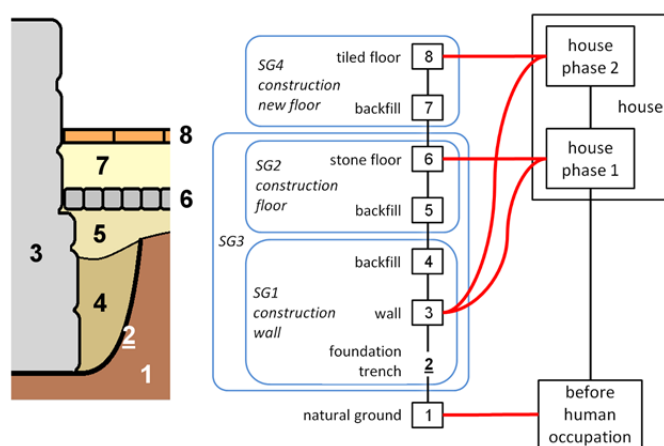 8
7
6
5
3
4
2
1
SG4
construction
new floor
tiled floor
8
backfill
7
SG3
SG2
construction
floor
stone floor
6
backfill
5
SG1
construction
wall
backfill
4
wall
3
foundation
trench
2
natural ground
1
house
phase 2
house
house
phase 1
before
human
occupation